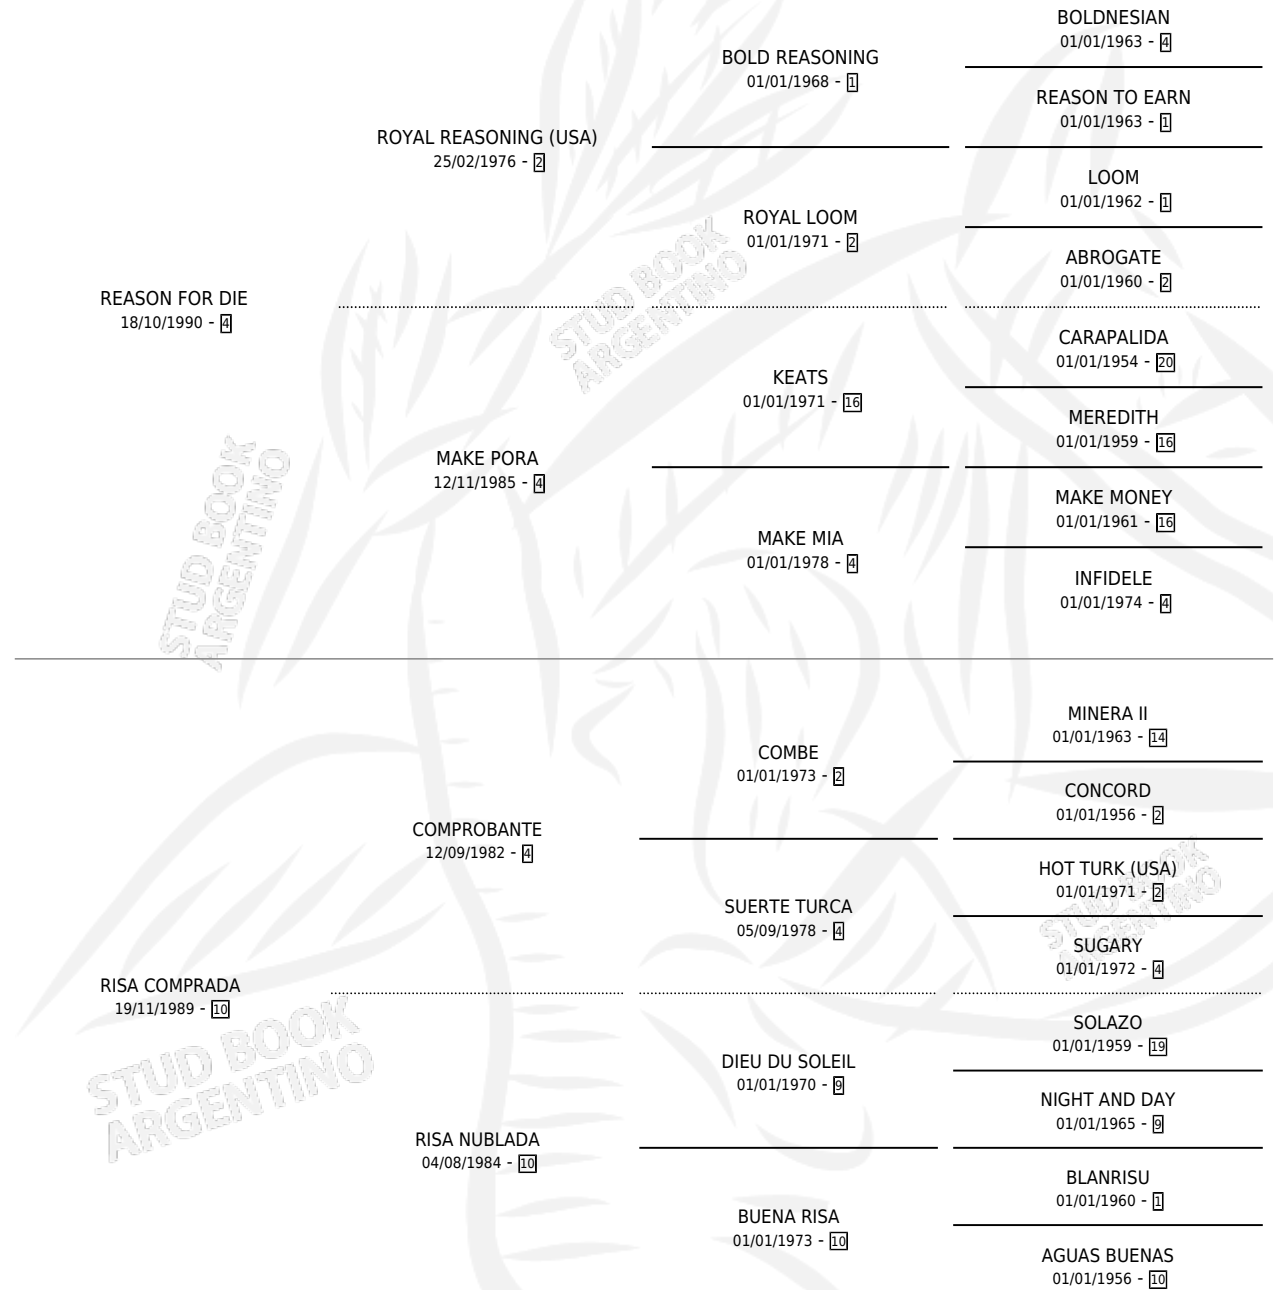 BOLDNESIAN
01/01/1963 - 4
BOLD REASONING
01/01/1968 - 1
REASON TO EARN
01/01/1963 - 1
ROYAL REASONING (USA)
25/02/1976 - 2
LOOM
01/01/1962 - 1
ROYAL LOOM
01/01/1971 - 2
ABROGATE
01/01/1960 - 2
REASON FOR DIE
18/10/1990 - 4
CARAPALIDA
01/01/1954 - 20
KEATS
01/01/1971 - 16
MEREDITH
01/01/1959 - 16
MAKE PORA
12/11/1985 - 4
MAKE MONEY
01/01/1961 - 16
MAKE MIA
01/01/1978 - 4
INFIDELE
01/01/1974 - 4
MINERA II
01/01/1963 - 14
COMBE
01/01/1973 - 2
CONCORD
01/01/1956 - 2
COMPROBANTE
12/09/1982 - 4
HOT TURK (USA)
01/01/1971 - 2
SUERTE TURCA
05/09/1978 - 4
SUGARY
01/01/1972 - 4
RISA COMPRADA
19/11/1989 - 10
SOLAZO
01/01/1959 - 19
DIEU DU SOLEIL
01/01/1970 - 9
NIGHT AND DAY
01/01/1965 - 9
RISA NUBLADA
04/08/1984 - 10
BLANRISU
01/01/1960 - 1
BUENA RISA
01/01/1973 - 10
AGUAS BUENAS
01/01/1956 - 10
STUD BOOK
ARGENTINO
STUD BOOK
ARGENTINO
STUD BOOK
ARGENTINO
STUD BOOK
ARGENTINO